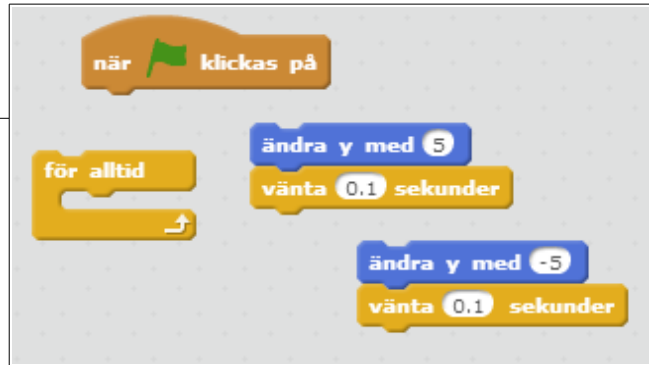 när klickas på
för alltid
ändra y med 5
vänta 0.1 sekunder
ändra y med -5
vänta 0.1 sekunder